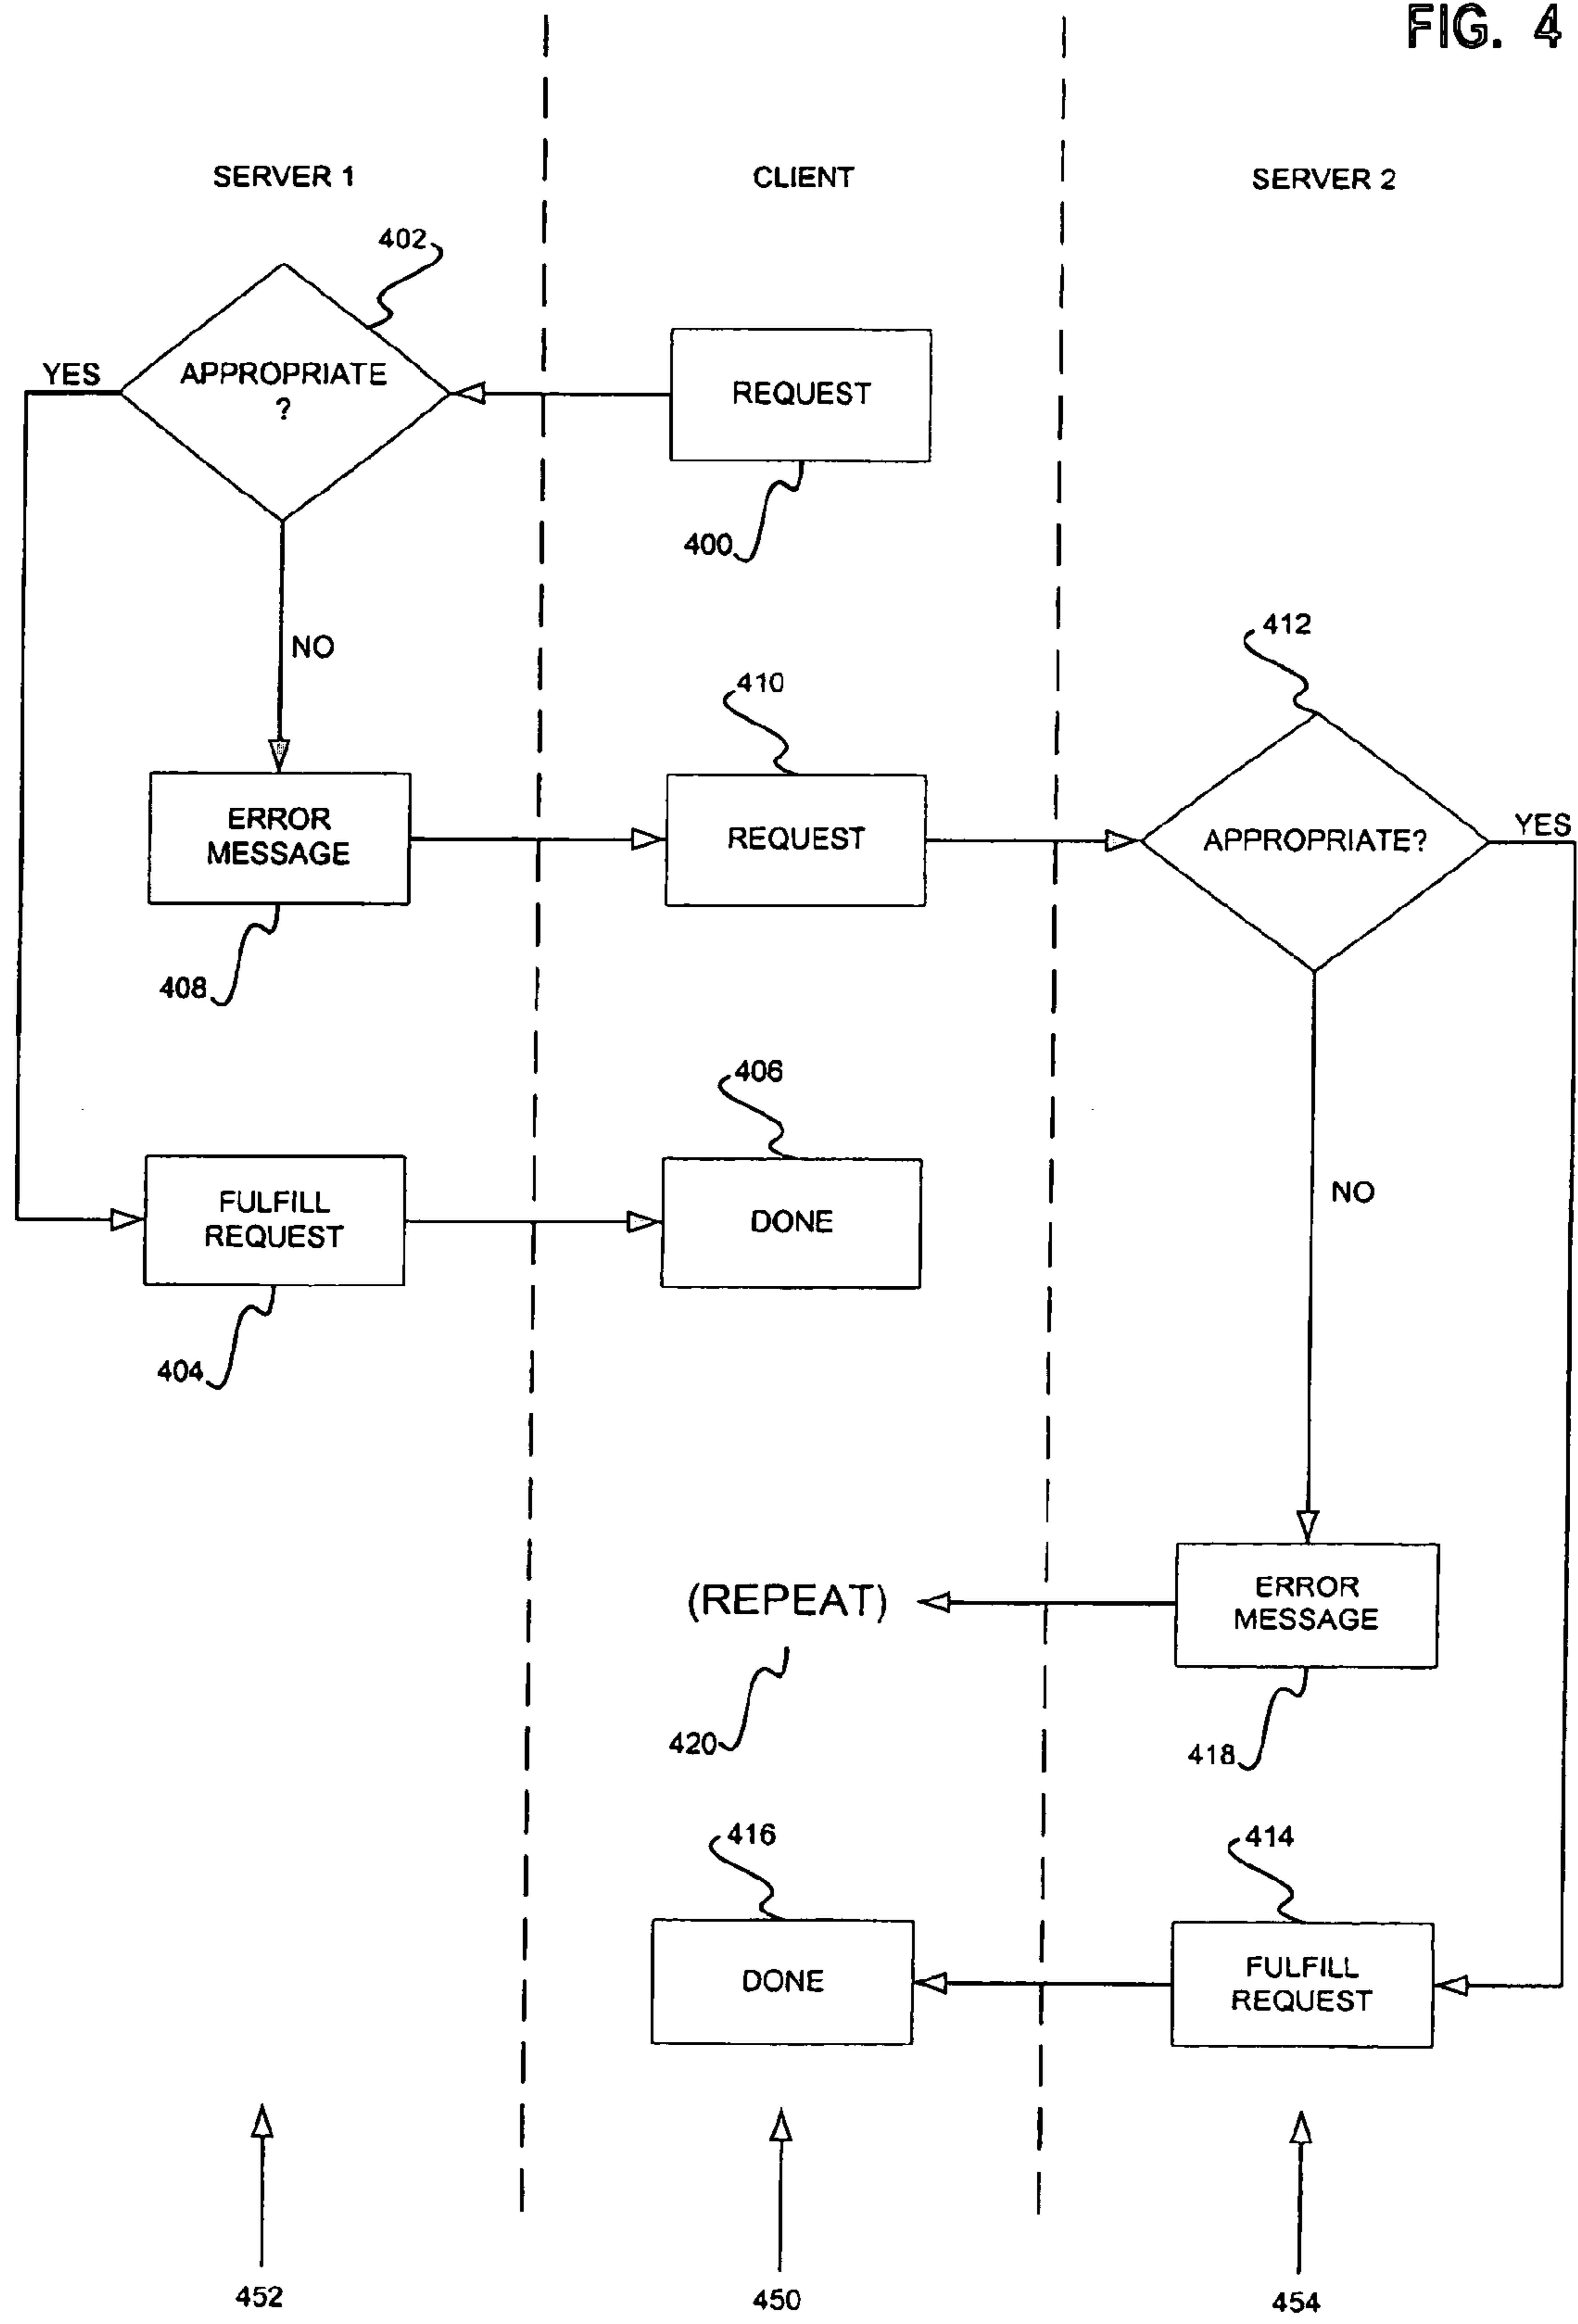 FIG. 4
SERVER 1
CLIENT
SERVER 2
402
YES
APPROPRIATE
?
REQUEST
400
NO
412
410
ERROR
MESSAGE
REQUEST
APPROPRIATE?
YES
408
406
FULFILL
REQUEST
DONE
NO
404
(REPEAT)
ERROR
MESSAGE
420
418
416
414
DONE
FULFILL
REQUEST
452
450
454